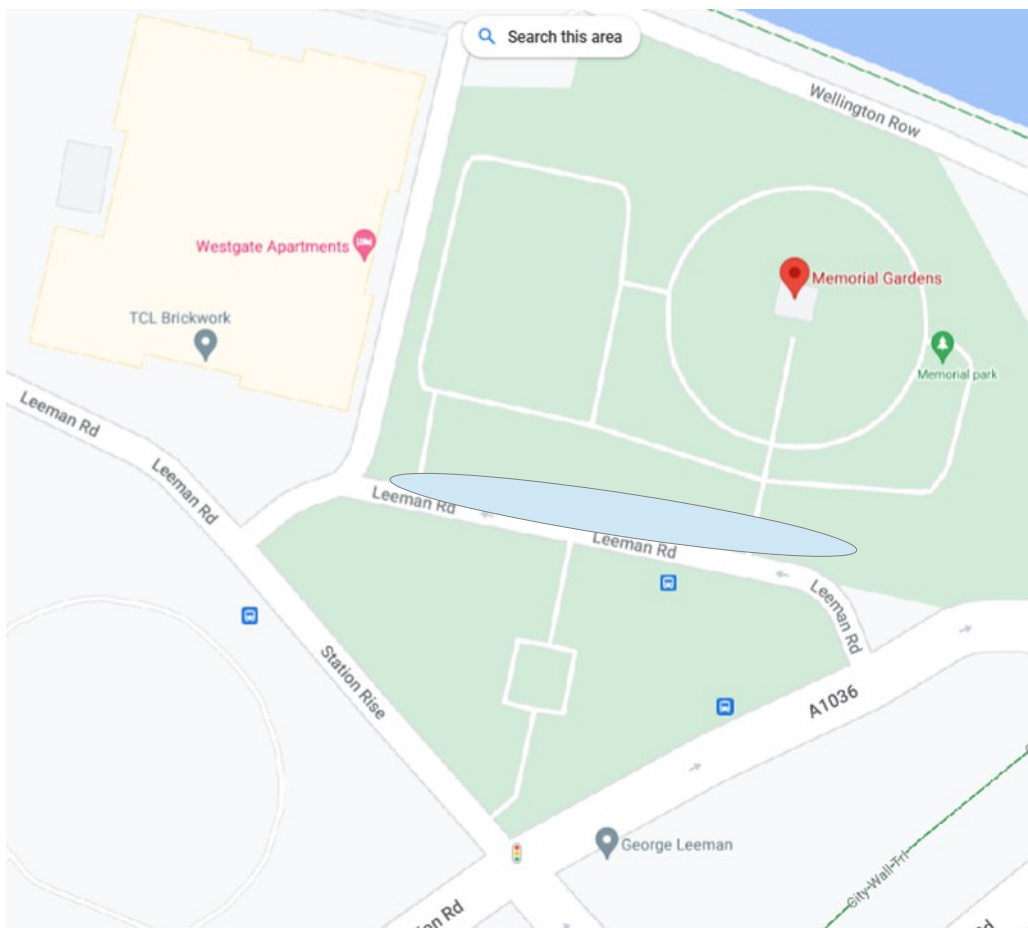 Search this area
Wellington Row
Westgate Apartments
Memorial Gardens
TCL Brickwork
Memorial park
Leeman Rd
Leeman Rd
Leeman Rd
Leeman Rd
Leeman Rd
Station Rise
A1036
George Leeman
City Wall Trl
Rd